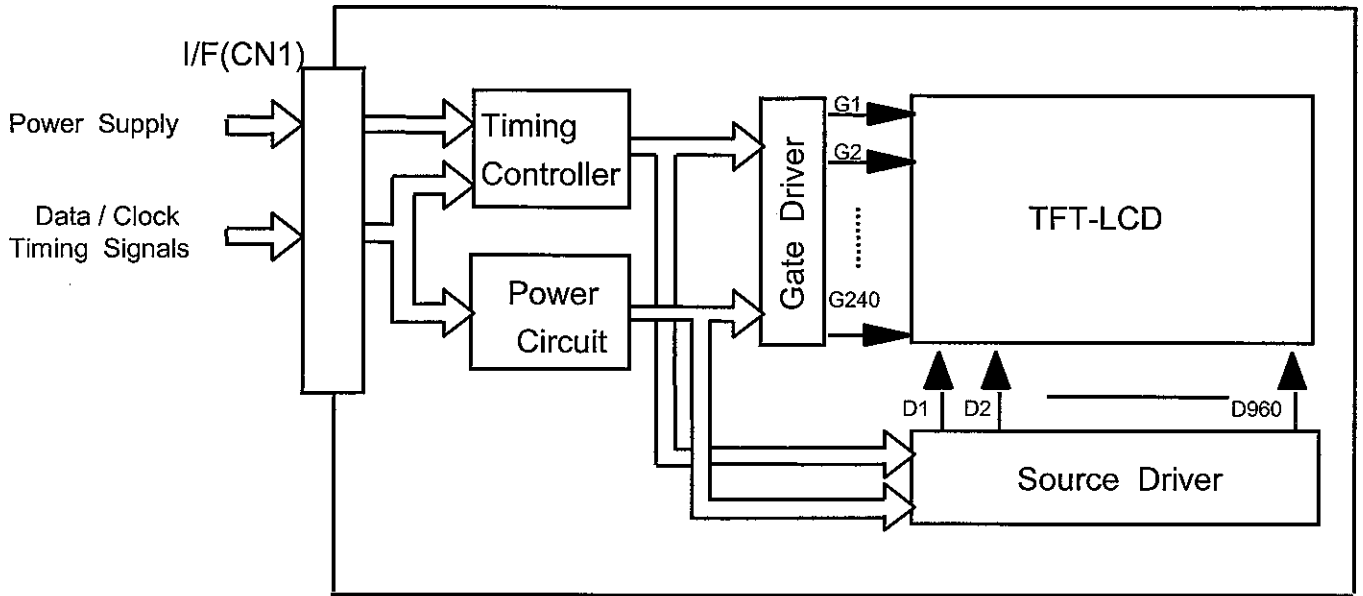 I/F(CN1)
Power Supply
Data / Clock
Timing Signals
Timing
Controller
Power
Circuit
Gate Driver
G1
G2
G240
TFT-LCD
D1 D2 D960
Source Driver